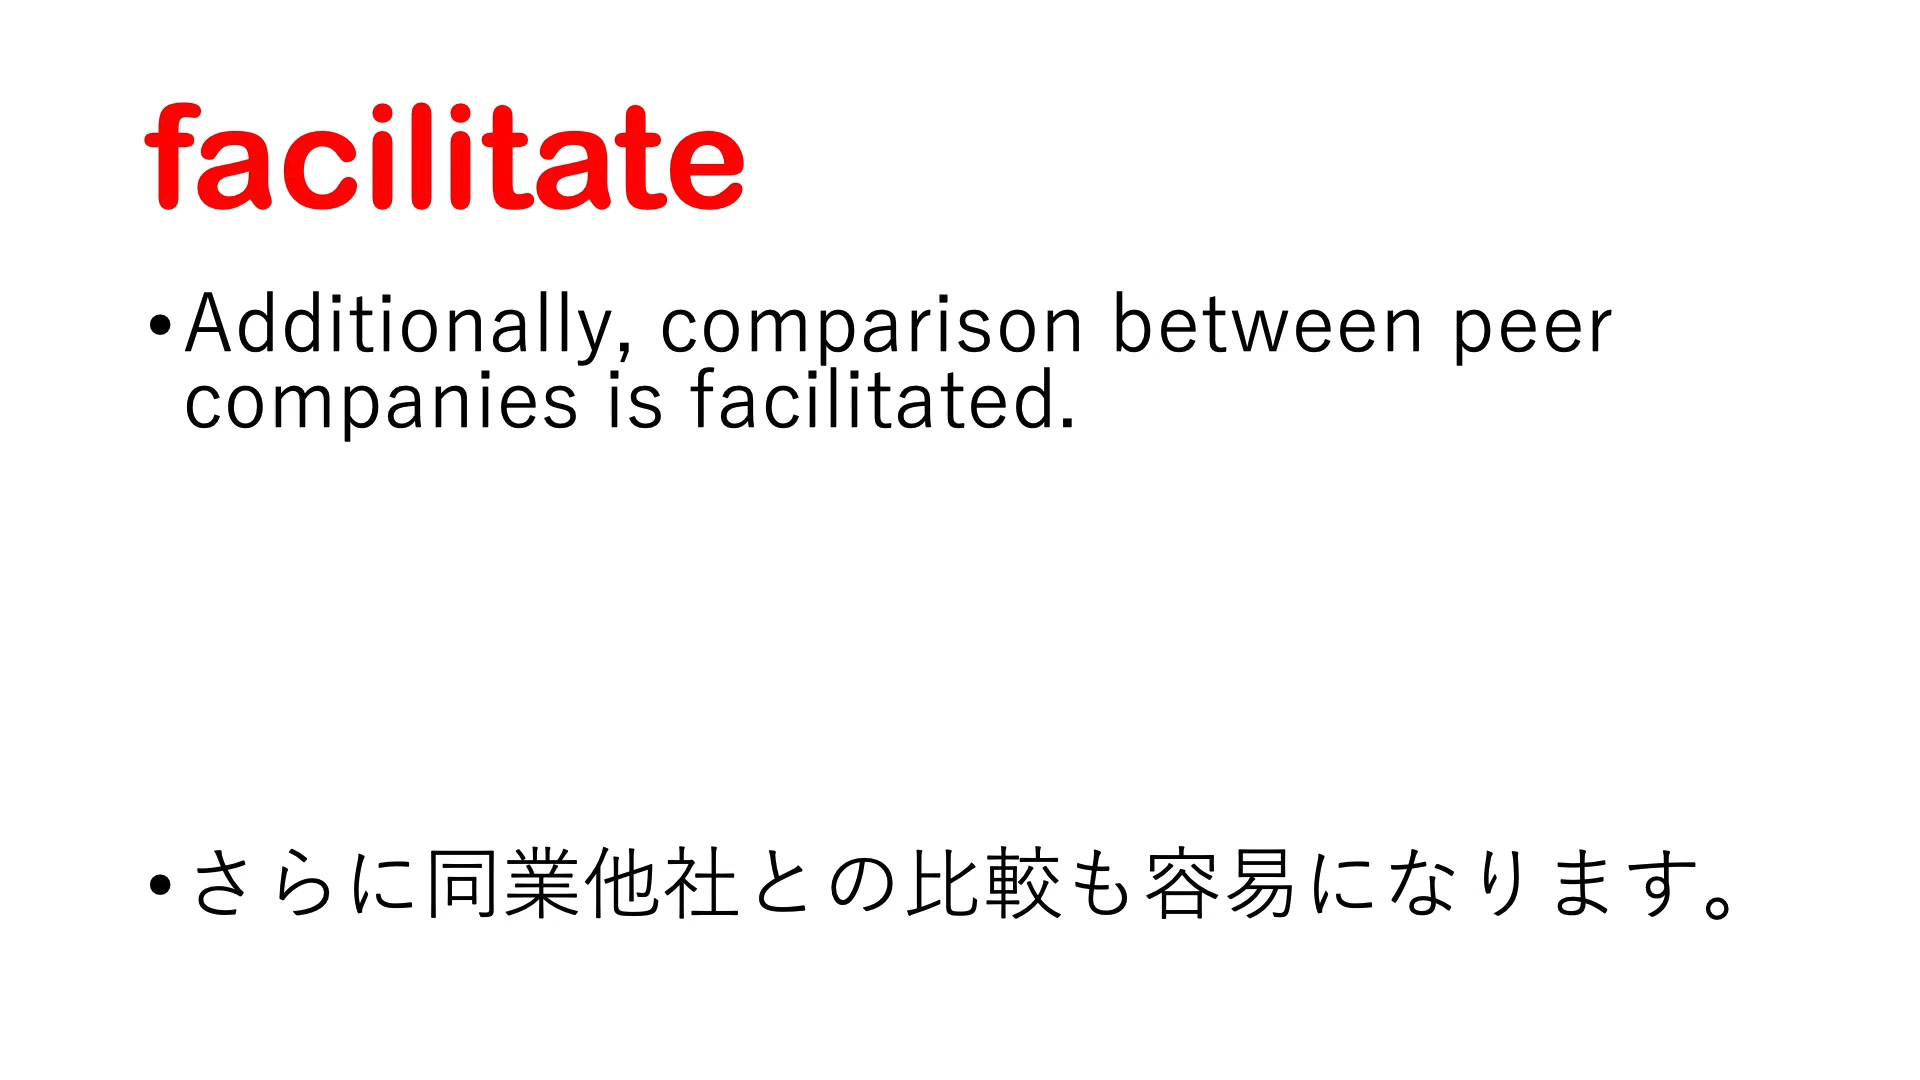 facilitate
•Additionally, comparison between peer
companies is facilitated.
•さらに同業他社との比較も容易になります。